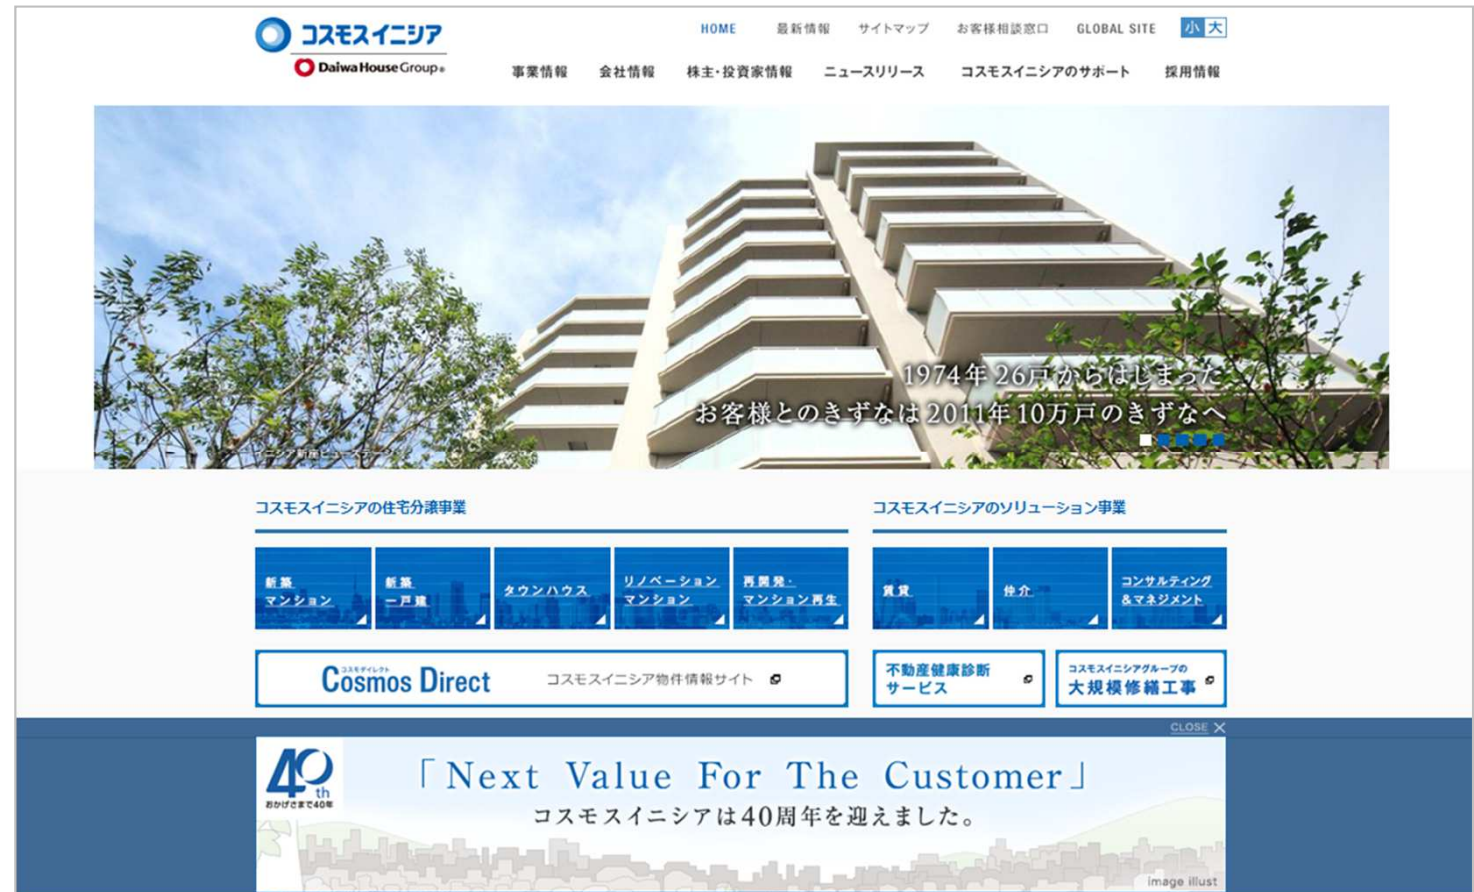 コスモスイニシア
Daiwa House Group®
HOME 最新情報 サイトマップ お客様相談窓口 GLOBAL SITE 小 大
事業情報 会社情報 株主・投資家情報 ニュースリリース コスモスイニシアのサポート 採用情報
1974年 26戸からはじまった
お客様とのきずなは 2011年 10万戸のきずなへ
イニシア新座ビューステージ
コスモスイニシアの住宅分譲事業
新築
マンション
新築
一戸建
タウンハウス
リノベーション
マンション
再開発・
マンション再生
コスモスイニシアのソリューション事業
賃貸
仲介
コンサルティング
&マネジメント
コスモダイレクト
Cosmos Direct
コスモスイニシア物件情報サイト
不動産健康診断
サービス
コスモスイニシアグループの
大規模修繕工事
CLOSE ×
40th
おかげさまで40年
「Next Value For The Customer」
コスモスイニシアは40周年を迎えました。
image illust